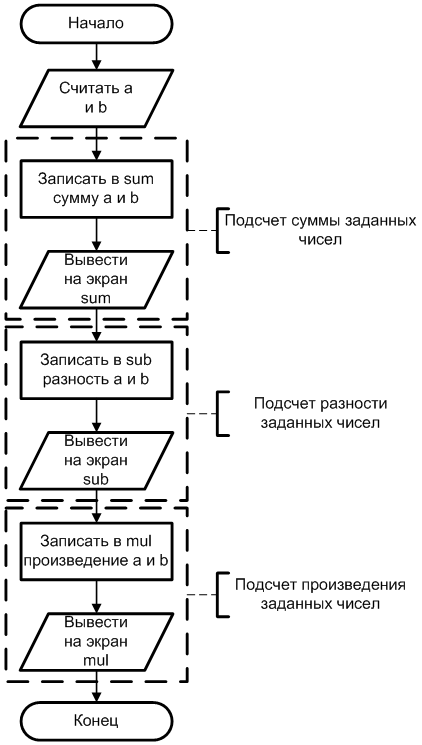 Начало
Считать a
и b
Записать в sum
сумму a и b
Подсчет суммы заданных
чисел
Вывести
на экран
sum
Записать в sub
разность a и b
Подсчет разности
заданных чисел
Вывести
на экран
sub
Записать в mul
произведение a и b
Подсчет произведения
заданных чисел
Вывести
на экран
mul
Конец